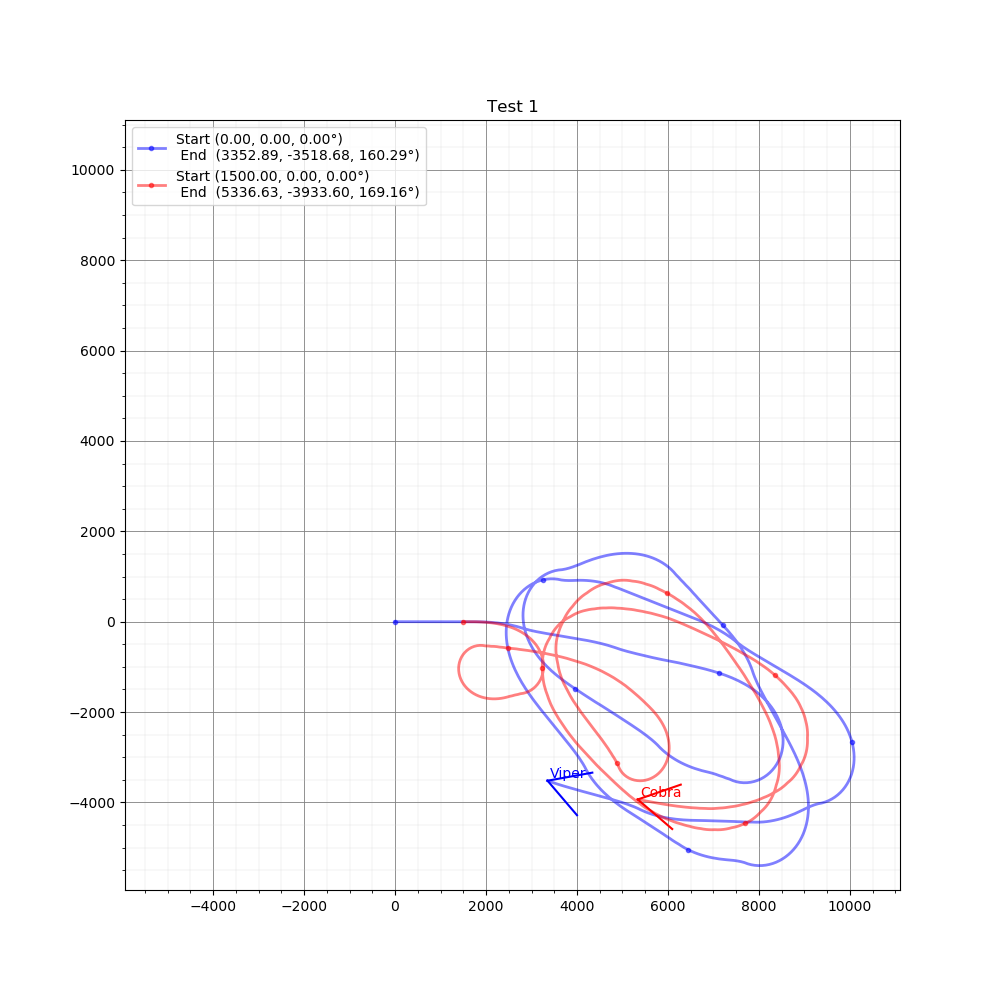 Test 1
Start (0.00, 0.00, 0.00°)
End (3352.89, -3518.68, 160.29°)
Start (1500.00, 0.00, 0.00°)
End (5336.63, -3933.60, 169.16°)
10000
8000
6000
4000
2000
0
−2000
−4000
Viper
Cobra
−4000 −2000 0 2000 4000 6000 8000 10000